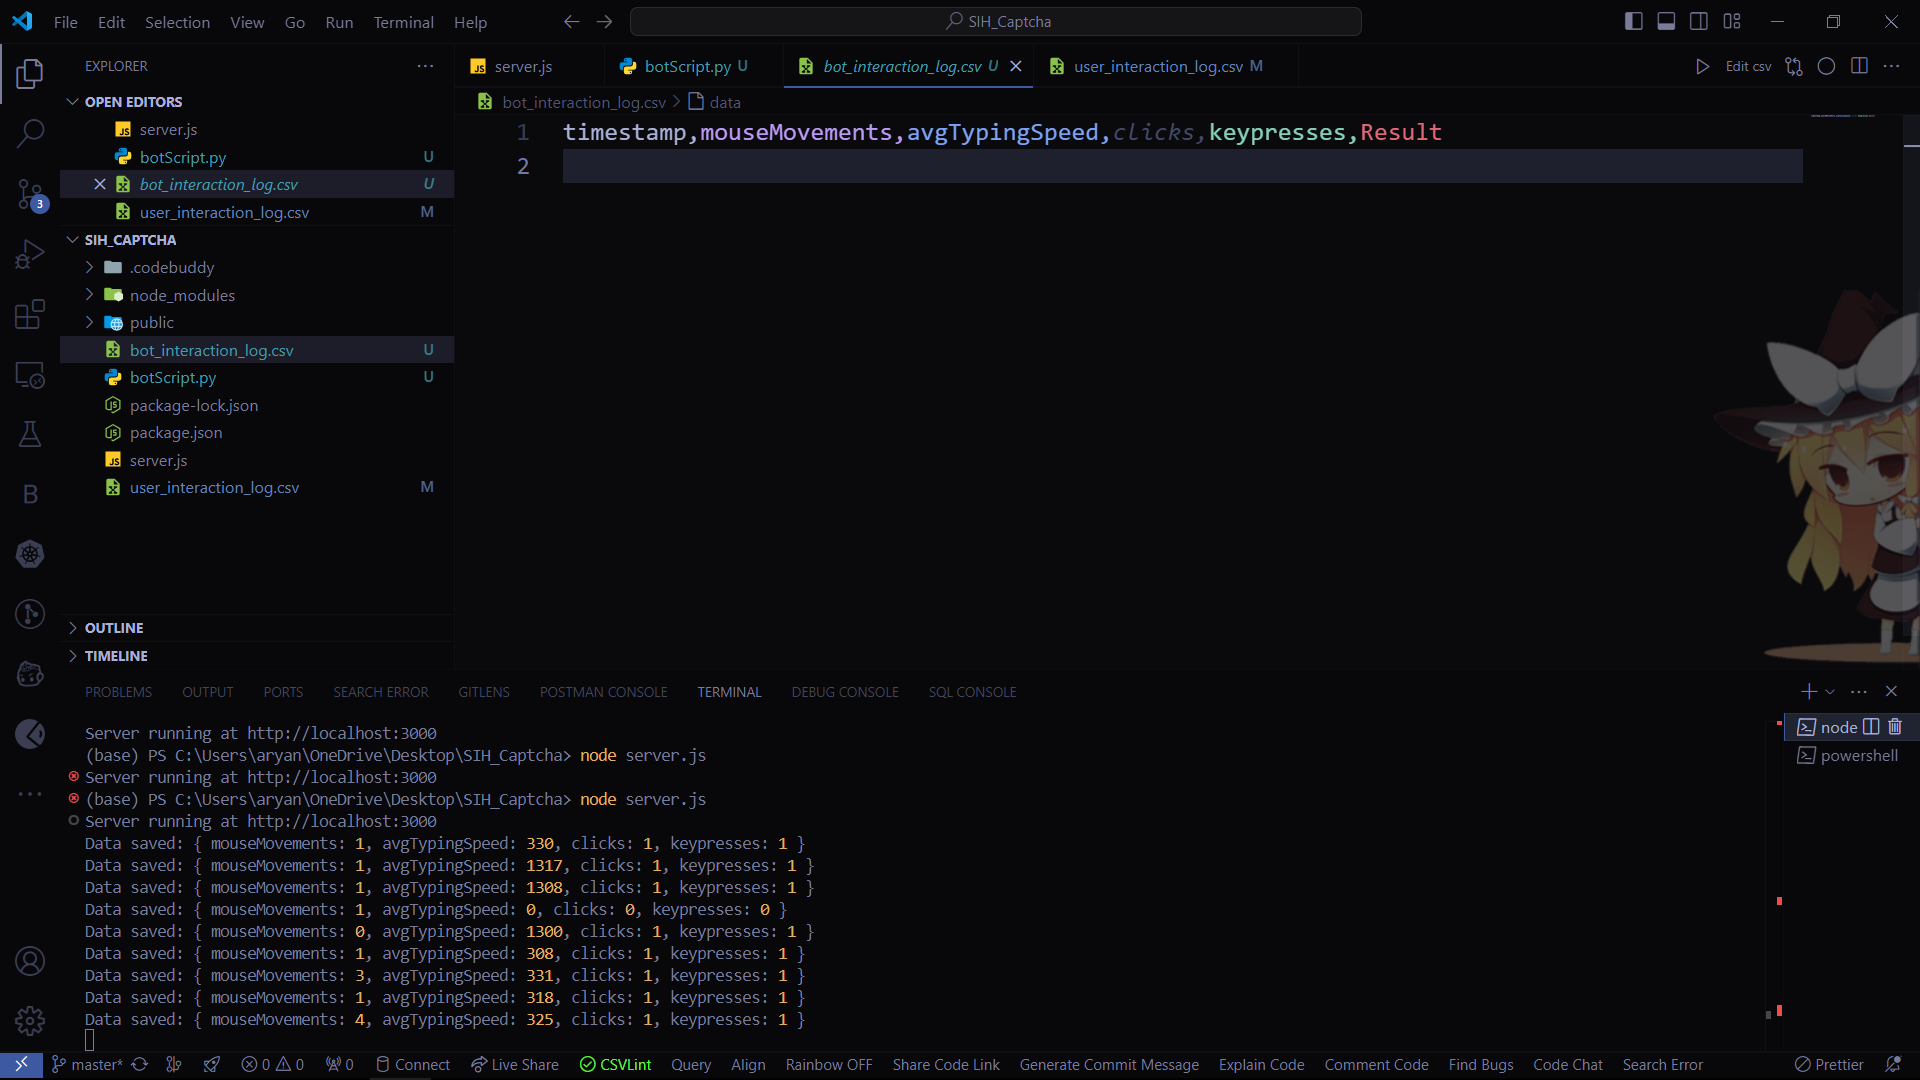 File Edit Selection View Go Run Terminal Help
SIH_Captcha
EXPLORER
OPEN EDITORS
server.js
botScript.py U
bot_interaction_log.csv U
user_interaction_log.csv M
SIH_CAPTCHA
.codebuddy
node_modules
public
bot_interaction_log.csv U
botScript.py U
package-lock.json
package.json
server.js
user_interaction_log.csv M
OUTLINE
TIMELINE
3
B
server.js botScript.py U bot_interaction_log.csv U user_interaction_log.csv M
Edit csv
bot_interaction_log.csv > data
1 timestamp,mouseMovements,avgTypingSpeed,clicks,keypresses,Result
2
PROBLEMS OUTPUT PORTS SEARCH ERROR GITLENS POSTMAN CONSOLE TERMINAL DEBUG CONSOLE SQL CONSOLE
Server running at http://localhost:3000
(base) PS C:\Users\aryan\OneDrive\Desktop\SIH_Captcha> node server.js
Server running at http://localhost:3000
(base) PS C:\Users\aryan\OneDrive\Desktop\SIH_Captcha> node server.js
Server running at http://localhost:3000
Data saved: { mouseMovements: 1, avgTypingSpeed: 330, clicks: 1, keypresses: 1 }
Data saved: { mouseMovements: 1, avgTypingSpeed: 1317, clicks: 1, keypresses: 1 }
Data saved: { mouseMovements: 1, avgTypingSpeed: 1308, clicks: 1, keypresses: 1 }
Data saved: { mouseMovements: 1, avgTypingSpeed: 0, clicks: 0, keypresses: 0 }
Data saved: { mouseMovements: 0, avgTypingSpeed: 1300, clicks: 1, keypresses: 1 }
Data saved: { mouseMovements: 1, avgTypingSpeed: 308, clicks: 1, keypresses: 1 }
Data saved: { mouseMovements: 3, avgTypingSpeed: 331, clicks: 1, keypresses: 1 }
Data saved: { mouseMovements: 1, avgTypingSpeed: 318, clicks: 1, keypresses: 1 }
Data saved: { mouseMovements: 4, avgTypingSpeed: 325, clicks: 1, keypresses: 1 }
node
powershell
master* 0 0 0 Connect Live Share CSVLint Query Align Rainbow OFF Share Code Link Generate Commit Message Explain Code Comment Code Find Bugs Code Chat Search Error Prettier